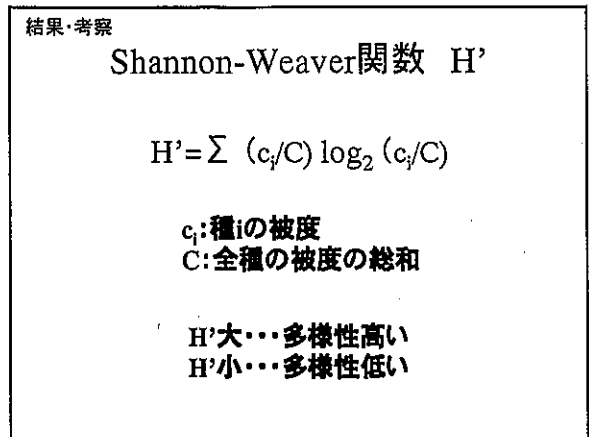 結果・考察
Shannon-Weaver関数 H’
H’=Σ (ci/C) log2 (ci/C)
ci:種iの被度
C:全種の被度の総和
H’大・・・多様性高い
H’小・・・多様性低い